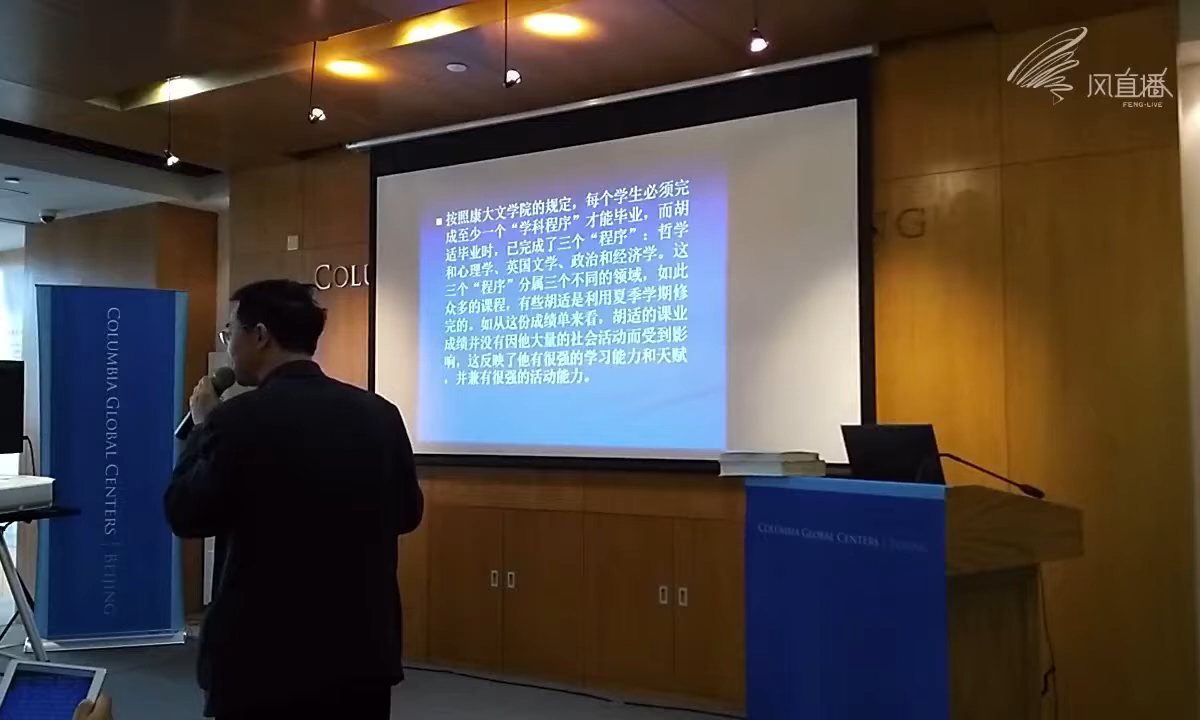 风直播
FENG-LIVE
■ 按照康大文学院的规定，每个学生必须完
成至少一个“学科程序”才能毕业，而胡
适毕业时，已完成了三个“程序”：哲学
和心理学、英国文学、政治和经济学。这
三个“程序”分属三个不同的领域，如此
众多的课程，有些胡适是利用夏季学期修
完的。如从这份成绩单来看，胡适的课业
成绩并没有因他大量的社会活动而受到影
响，这反映了他有很强的学习能力和天赋
，并兼有很强的活动能力。
COLU
NG
COLUMBIA GLOBAL CENTERS | BEIJING
COLUMBIA GLOBAL CENTERS | BEIJING